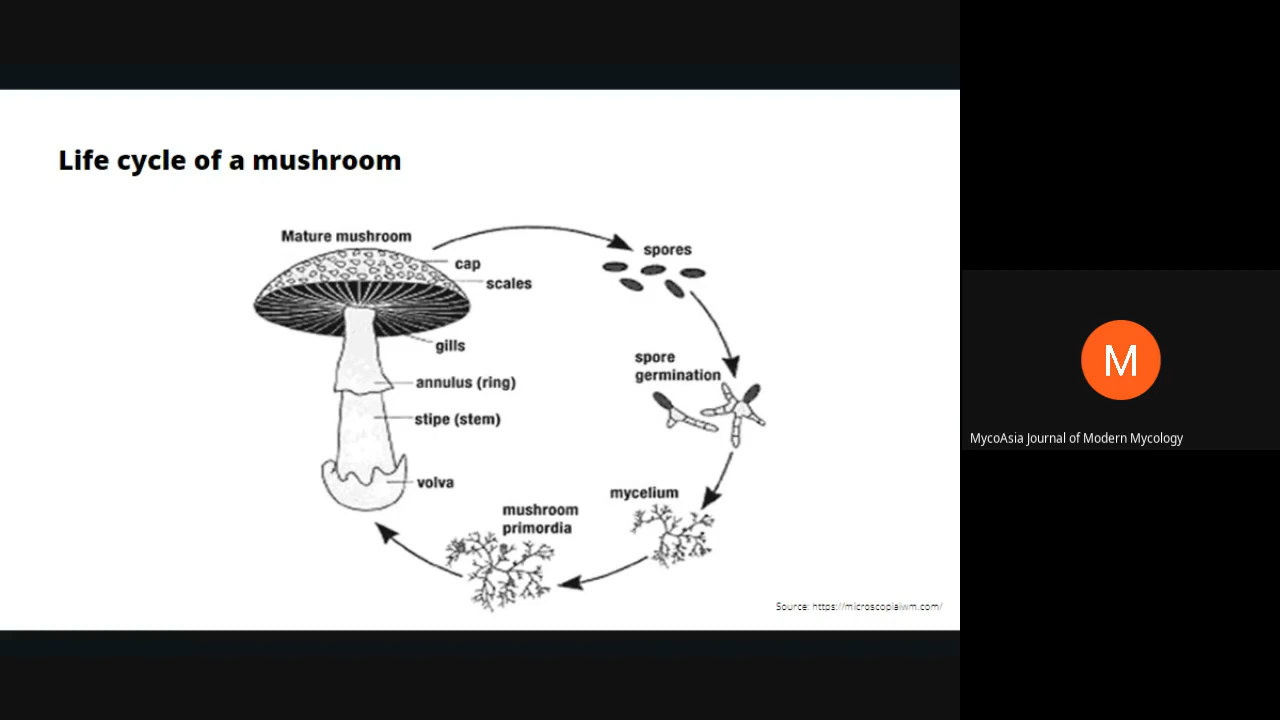 Life cycle of a mushroom
Mature mushroom
cap
scales
gills
annulus (ring)
stipe (stem)
volva
spores
spore
germination
mycelium
mushroom
primordia
Source: https://microscopiaiwm.com/
M
MycoAsia Journal of Modern Mycology